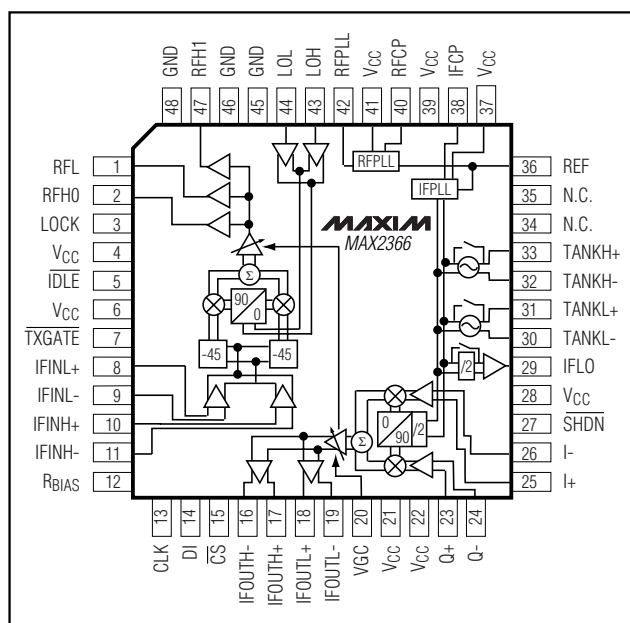 GND
RFH1
GND
GND
LOL
LOH
RFPLL
VCC
RFCP
VCC
IFCP
VCC
48
47
46
45
44
43
42
41
40
39
38
37
RFL 1
RFH0 2
LOCK 3
VCC 4
IDLE 5
VCC 6
TXGATE 7
IFINL+ 8
IFINL- 9
IFINH+ 10
IFINH- 11
RBIAS 12
RFPLL
IFPLL
MAXIM
MAX2366
Σ
90
0
-45
-45
/2
0
90
/2
Σ
36 REF
35 N.C.
34 N.C.
33 TANKH+
32 TANKH-
31 TANKL+
30 TANKL-
29 IFLO
28 VCC
27 SHDN
26 I-
25 I+
13
14
15
16
17
18
19
20
21
22
23
24
CLK
DI
CS
IFOUTH-
IFOUTH+
IFOUTL+
IFOUTL-
VGC
VCC
VCC
Q+
Q-